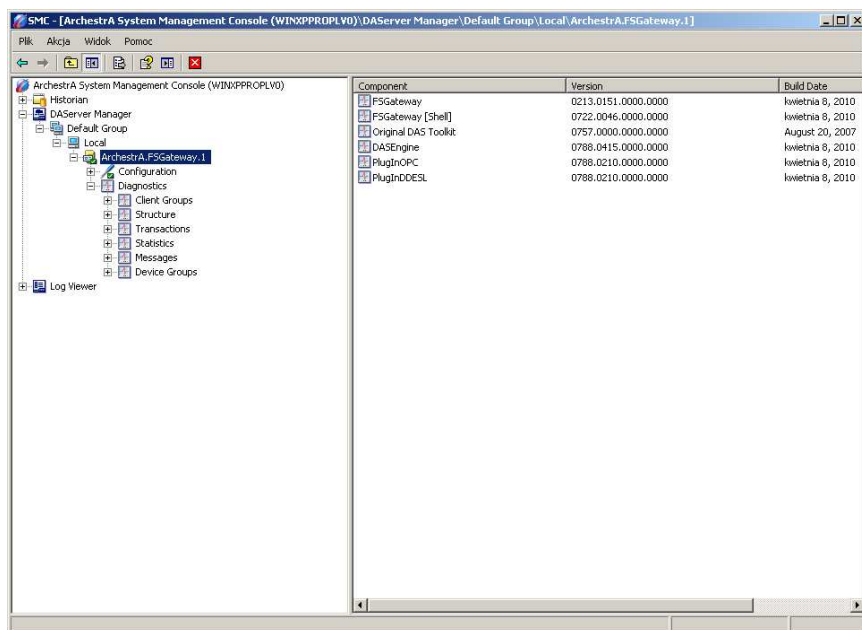 SMC - [ArchestrA System Management Console (WINXPPROPLV0)\DAServer Manager\Default Group\Local\ArchestrA.FSGateway.1]
Plik Akcja Widok Pomoc
ArchestrA System Management Console (WINXPPROPLV0)
Historian
DAServer Manager
Default Group
Local
ArchestrA.FSGateway.1
Configuration
Diagnostics
Client Groups
Structure
Transactions
Statistics
Messages
Device Groups
Log Viewer
Component Version Build Date
FSGateway 0213.0151.0000.0000 kwietnia 8, 2010
FSGateway [Shell] 0722.0046.0000.0000 kwietnia 8, 2010
Original DAS Toolkit 0757.0000.0000.0000 August 20, 2007
DASEngine 0788.0415.0000.0000 kwietnia 8, 2010
PlugInOPC 0788.0210.0000.0000 kwietnia 8, 2010
PlugInDDESL 0788.0210.0000.0000 kwietnia 8, 2010